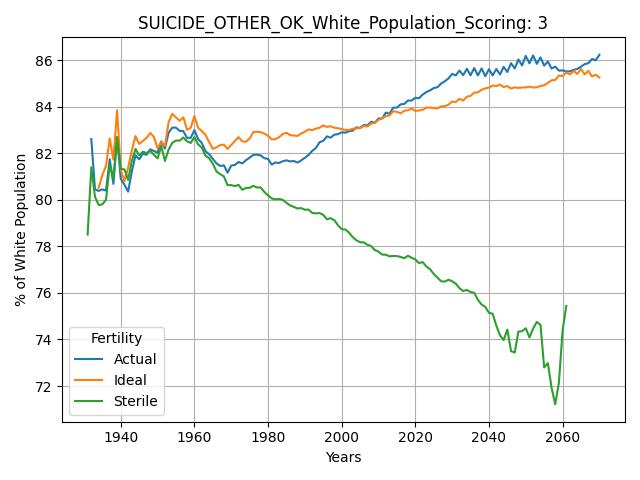 SUICIDE_OTHER_OK_White_Population_Scoring: 3
% of White Population
86
84
82
80
78
76
74
72
Fertility
Actual
Ideal
Sterile
1940
1960
1980
2000
2020
2040
2060
Years